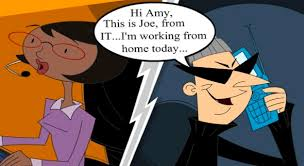 Hi Amy,
This is Joe, from
IT...I'm working from
home today...